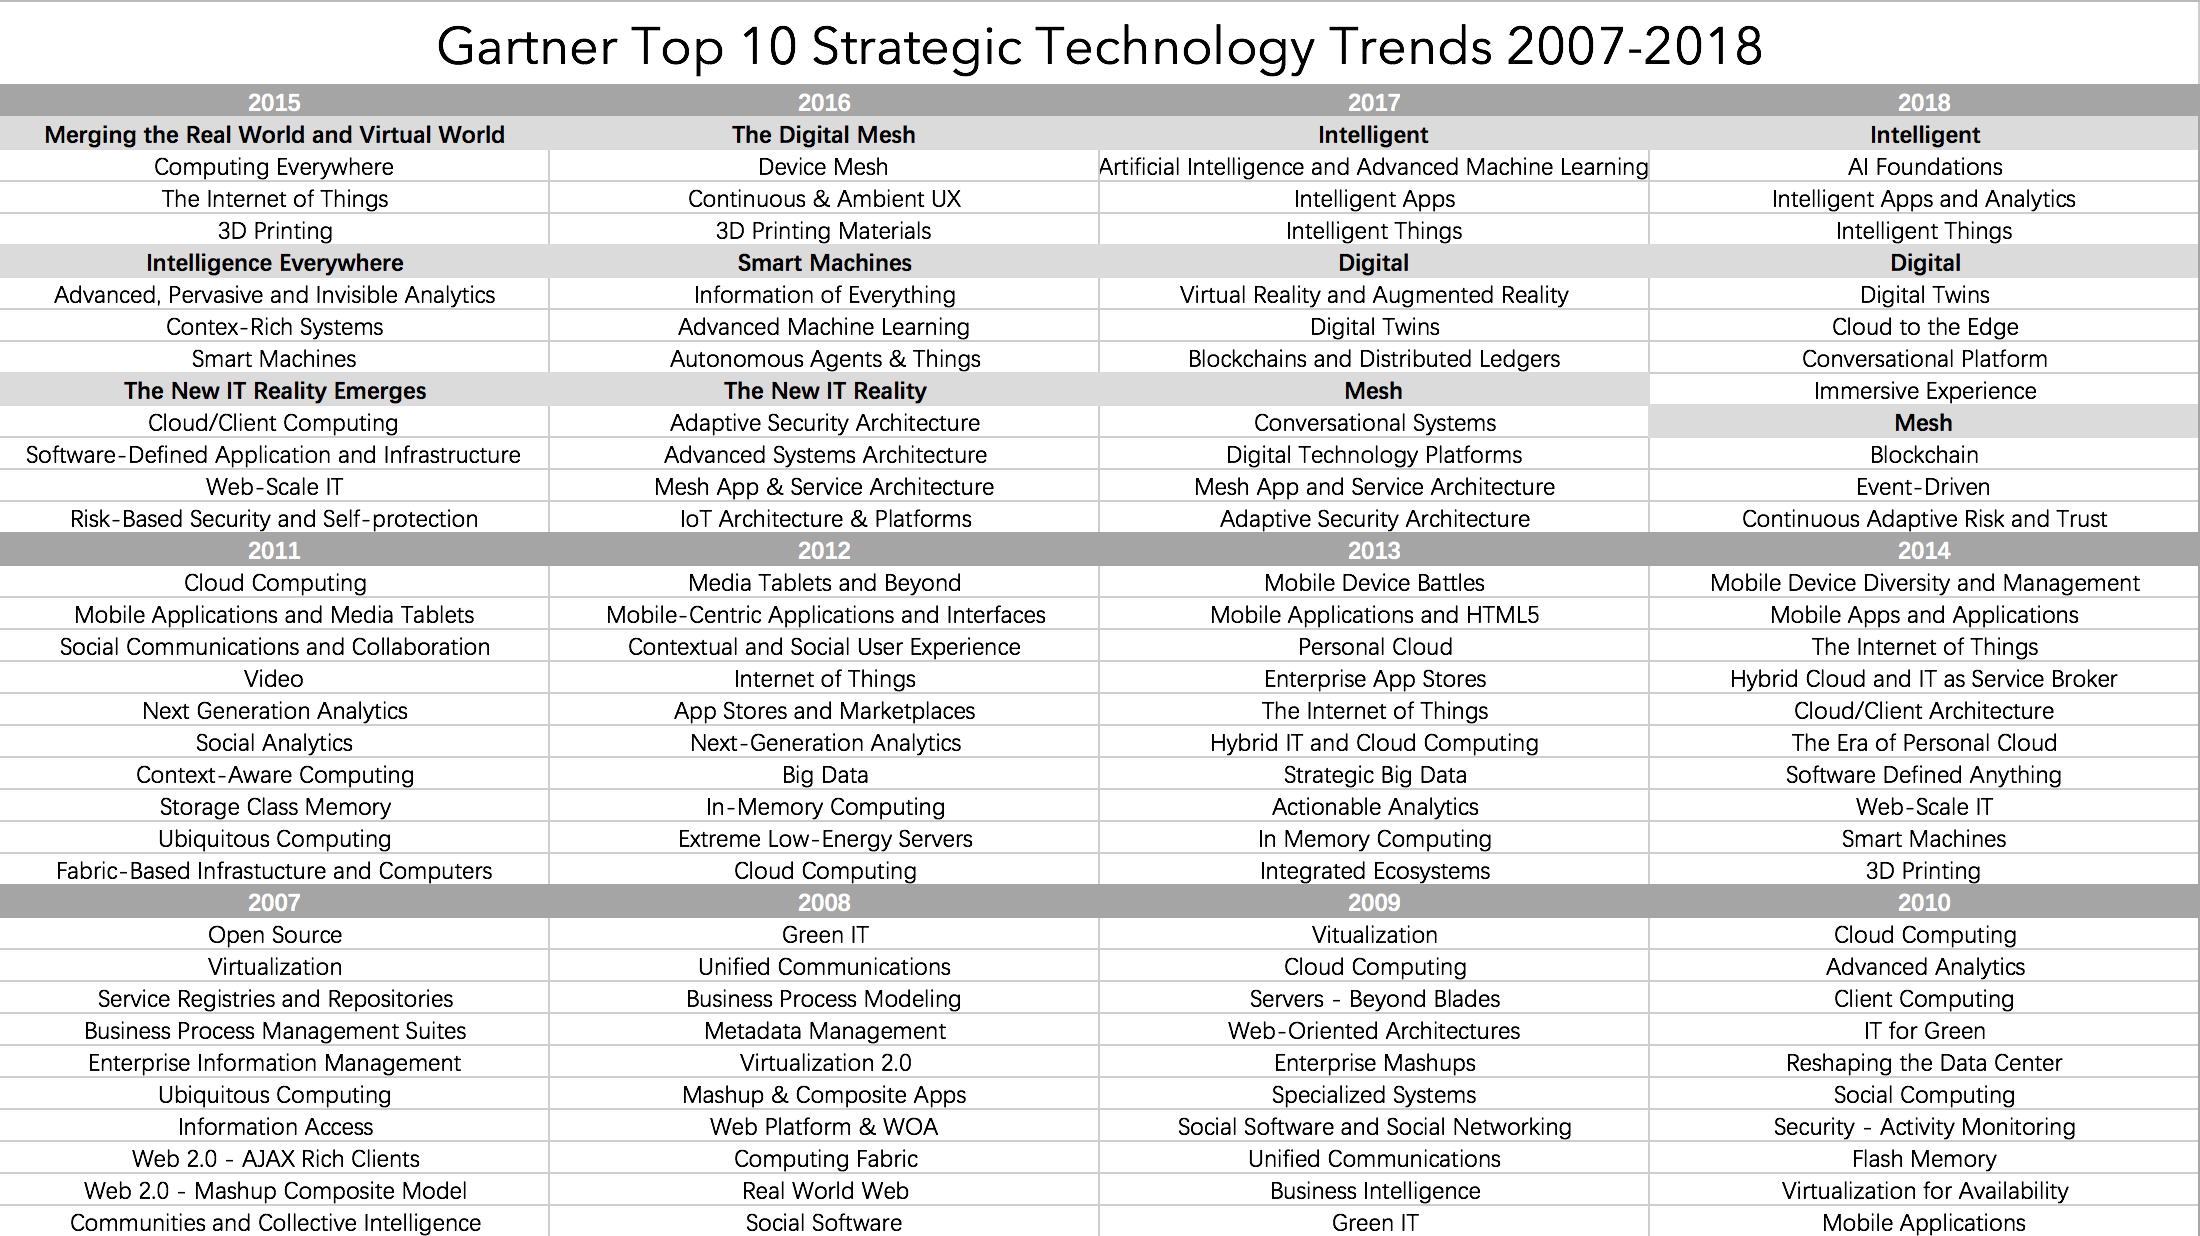 Gartner Top 10 Strategic Technology Trends 2007-2018
2015 2016 2017 2018
Merging the Real World and Virtual World The Digital Mesh Intelligent Intelligent
Computing Everywhere Device Mesh Artificial Intelligence and Advanced Machine Learning AI Foundations
The Internet of Things Continuous & Ambient UX Intelligent Apps Intelligent Apps and Analytics
3D Printing 3D Printing Materials Intelligent Things Intelligent Things
Intelligence Everywhere Smart Machines Digital Digital
Advanced, Pervasive and Invisible Analytics Information of Everything Virtual Reality and Augmented Reality Digital Twins
Contex-Rich Systems Advanced Machine Learning Digital Twins Cloud to the Edge
Smart Machines Autonomous Agents & Things Blockchains and Distributed Ledgers Conversational Platform
The New IT Reality Emerges The New IT Reality Mesh Immersive Experience
Cloud/Client Computing Adaptive Security Architecture Conversational Systems Mesh
Software-Defined Application and Infrastructure Advanced Systems Architecture Digital Technology Platforms Blockchain
Web-Scale IT Mesh App & Service Architecture Mesh App and Service Architecture Event-Driven
Risk-Based Security and Self-protection IoT Architecture & Platforms Adaptive Security Architecture Continuous Adaptive Risk and Trust
2011 2012 2013 2014
Cloud Computing Media Tablets and Beyond Mobile Device Battles Mobile Device Diversity and Management
Mobile Applications and Media Tablets Mobile-Centric Applications and Interfaces Mobile Applications and HTML5 Mobile Apps and Applications
Social Communications and Collaboration Contextual and Social User Experience Personal Cloud The Internet of Things
Video Internet of Things Enterprise App Stores Hybrid Cloud and IT as Service Broker
Next Generation Analytics App Stores and Marketplaces The Internet of Things Cloud/Client Architecture
Social Analytics Next-Generation Analytics Hybrid IT and Cloud Computing The Era of Personal Cloud
Context-Aware Computing Big Data Strategic Big Data Software Defined Anything
Storage Class Memory In-Memory Computing Actionable Analytics Web-Scale IT
Ubiquitous Computing Extreme Low-Energy Servers In Memory Computing Smart Machines
Fabric-Based Infrastucture and Computers Cloud Computing Integrated Ecosystems 3D Printing
2007 2008 2009 2010
Open Source Green IT Vitualization Cloud Computing
Virtualization Unified Communications Cloud Computing Advanced Analytics
Service Registries and Repositories Business Process Modeling Servers - Beyond Blades Client Computing
Business Process Management Suites Metadata Management Web-Oriented Architectures IT for Green
Enterprise Information Management Virtualization 2.0 Enterprise Mashups Reshaping the Data Center
Ubiquitous Computing Mashup & Composite Apps Specialized Systems Social Computing
Information Access Web Platform & WOA Social Software and Social Networking Security - Activity Monitoring
Web 2.0 - AJAX Rich Clients Computing Fabric Unified Communications Flash Memory
Web 2.0 - Mashup Composite Model Real World Web Business Intelligence Virtualization for Availability
Communities and Collective Intelligence Social Software Green IT Mobile Applications